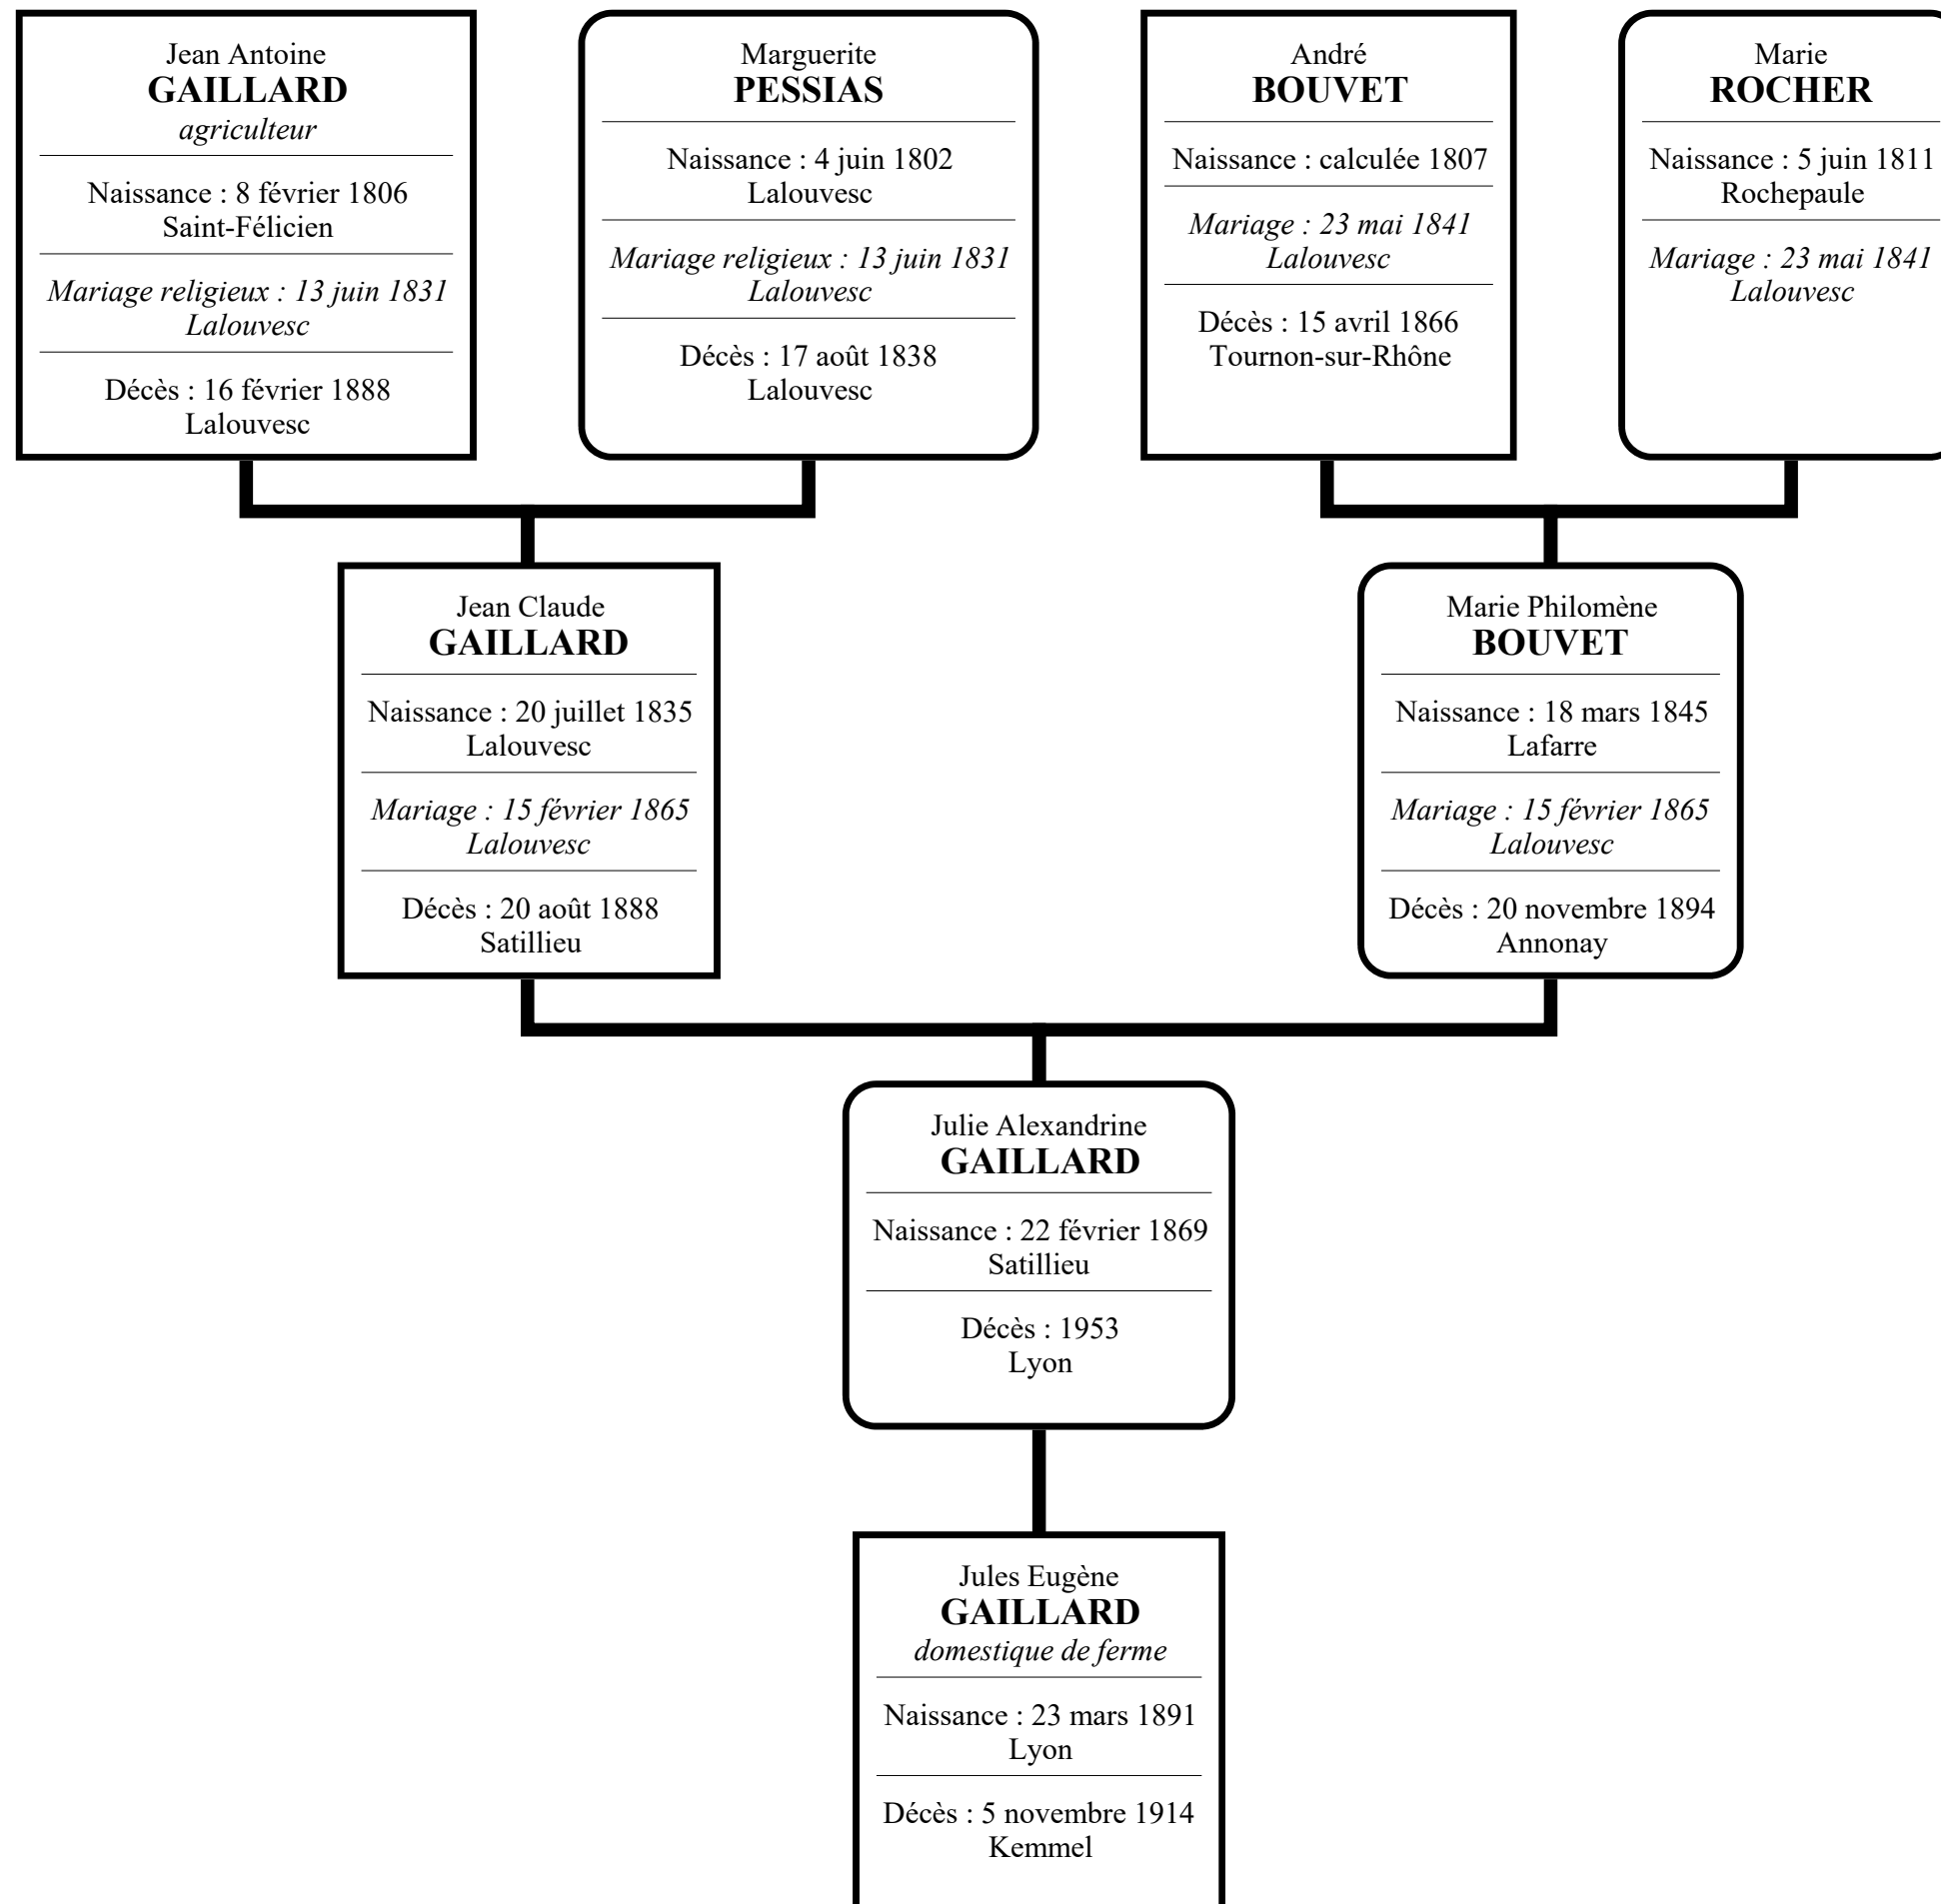 Jean Antoine
GAILLARD
agriculteur
Naissance : 8 février 1806
Saint-Félicien
Mariage religieux : 13 juin 1831
Lalouvesc
Décès : 16 février 1888
Lalouvesc
Marguerite
PESSIAS
Naissance : 4 juin 1802
Lalouvesc
Mariage religieux : 13 juin 1831
Lalouvesc
Décès : 17 août 1838
Lalouvesc
André
BOUVET
Naissance : calculée 1807
Mariage : 23 mai 1841
Lalouvesc
Décès : 15 avril 1866
Tournon-sur-Rhône
Marie
ROCHER
Naissance : 5 juin 1811
Rochepaule
Mariage : 23 mai 1841
Lalouvesc
Jean Claude
GAILLARD
Naissance : 20 juillet 1835
Lalouvesc
Mariage : 15 février 1865
Lalouvesc
Décès : 20 août 1888
Satillieu
Marie Philomène
BOUVET
Naissance : 18 mars 1845
Lafarre
Mariage : 15 février 1865
Lalouvesc
Décès : 20 novembre 1894
Annonay
Julie Alexandrine
GAILLARD
Naissance : 22 février 1869
Satillieu
Décès : 1953
Lyon
Jules Eugène
GAILLARD
domestique de ferme
Naissance : 23 mars 1891
Lyon
Décès : 5 novembre 1914
Kemmel